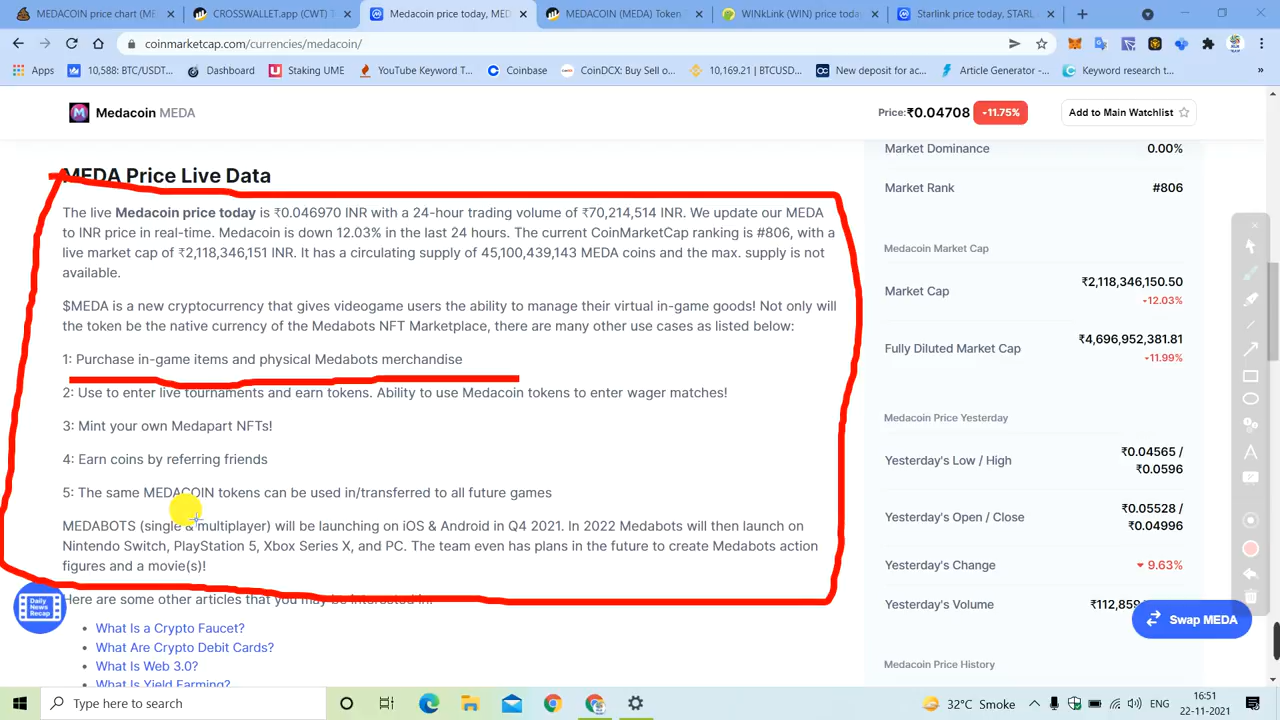 cryptocurrency price (ME
coinmarketcap.com: CRYP
Medacoin price today, MED
MEDACOIN (MEDA) Token
WINkLink (WIN) price toda
Starlink price today, STARL
coinmarketcap.com/currencies/medacoin/
Apps
10,588: BTC/USDT...
Dashboard
Staking UME
YouTube Keyword T...
Coinbase
CoinDCX: Buy Sel o...
10,169.21 | BTCUSD...
New deposit for ac...
Article Generator -...
Keyword research t...
Medacoin MEDA
Price: ₹0.04708 -11.75%
Add to Main Watchlist
MEDA Price Live Data
The live Medacoin price today is ₹0.046970 INR with a 24-hour trading volume of ₹70,214,514 INR. We update our MEDA
to INR price in real-time. Medacoin is down 12.03% in the last 24 hours. The current CoinMarketCap ranking is #806, with a
live market cap of ₹2,118,346,151 INR. It has a circulating supply of 45,100,439,143 MEDA coins and the max. supply is not
available.
$MEDA is a new cryptocurrency that gives videogame users the ability to manage their virtual in-game goods! Not only will
the token be the native currency of the Medabots NFT Marketplace, there are many other use cases as listed below:
1: Purchase in-game items and physical Medabots merchandise
2: Use to enter live tournaments and earn tokens. Ability to use Medacoin tokens to enter wager matches!
3: Mint your own Medapart NFTs!
4: Earn coins by referring friends
5: The same MEDACOIN tokens can be used in/transferred to all future games
MEDABOTS (single & multiplayer) will be launching on iOS & Android in Q4 2021. In 2022 Medabots will then launch on
Nintendo Switch, PlayStation 5, Xbox Series X, and PC. The team even has plans in the future to create Medabots action
figures and a movie(s)!
Here are some other articles that you may be interested in:
What Is a Crypto Faucet?
What Are Crypto Debit Cards?
What Is Web 3.0?
What Is Yield Farming?
Daily
News
Recap
Market Dominance 0.00%
Market Rank #806
Medacoin Market Cap
Market Cap ₹2,118,346,150.50
12.03%
Fully Diluted Market Cap ₹4,696,952,381.81
11.99%
Medacoin Price Yesterday
Yesterday's Low / High ₹0.04565 /
₹0.0596
Yesterday's Open / Close ₹0.05528 /
₹0.04996
Yesterday's Change 9.63%
Yesterday's Volume ₹112,859
Swap MEDA
Medacoin Price History
Type here to search
32°C Smoke
ENG
16:51
22-11-2021